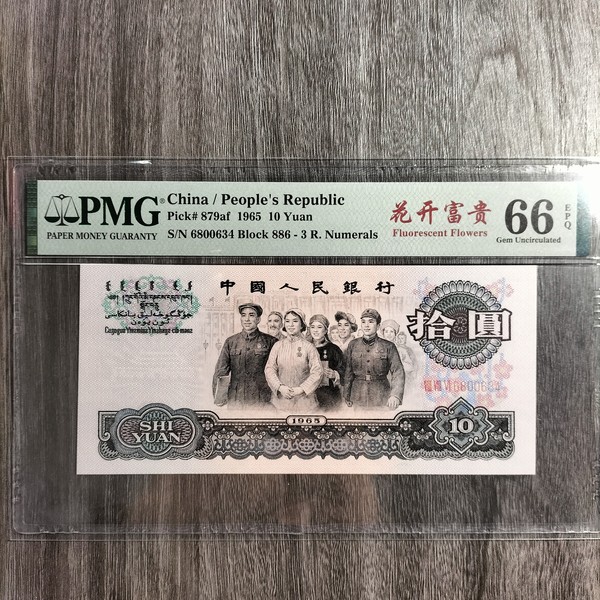 PMG
PAPER MONEY GUARANTY
China / People's Republic
Pick# 879af 1965 10 Yuan
S/N 6800634 Block 886 - 3 R. Numerals
花开富贵
Fluorescent Flowers
66
EPQ
Gem Uncirculated
中國人民銀行
拾圓
6800634
1965
SHI
YUAN
10